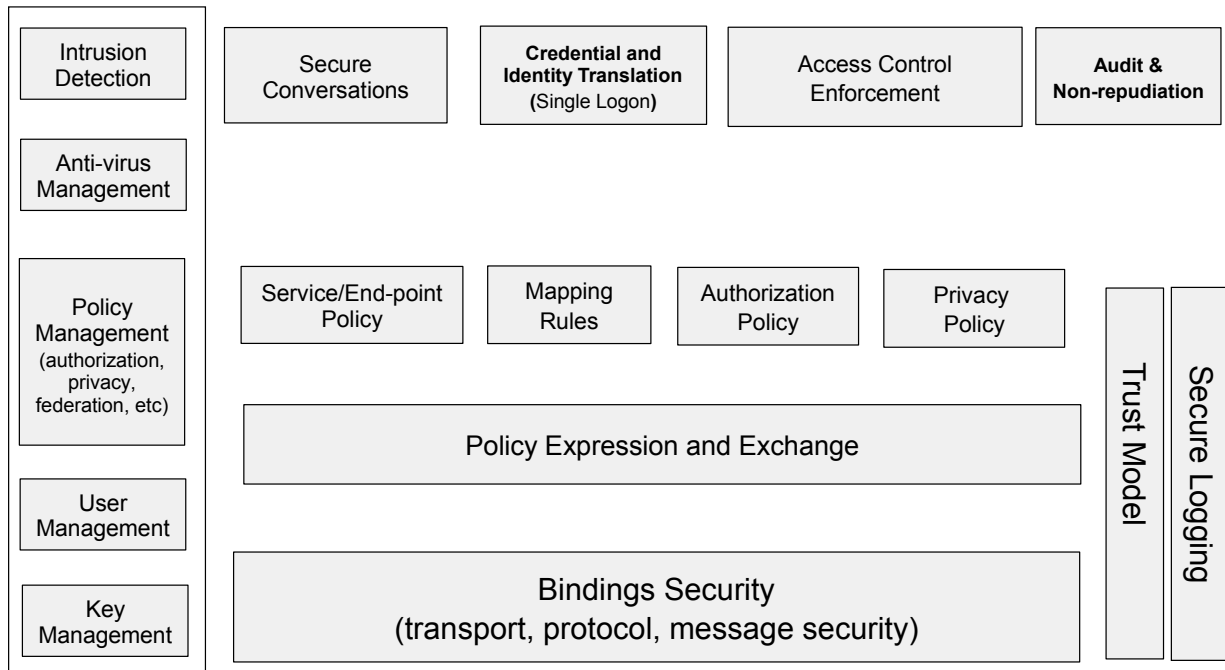 Intrusion
Detection
Anti-virus
Management
Policy
Management
(authorization,
privacy,
federation, etc)
User
Management
Key
Management
Secure
Conversations
Credential and
Identity Translation
(Single Logon)
Access Control
Enforcement
Audit &
Non-repudiation
Service/End-point
Policy
Mapping
Rules
Authorization
Policy
Privacy
Policy
Policy Expression and Exchange
Bindings Security
(transport, protocol, message security)
Trust Model
Secure Logging